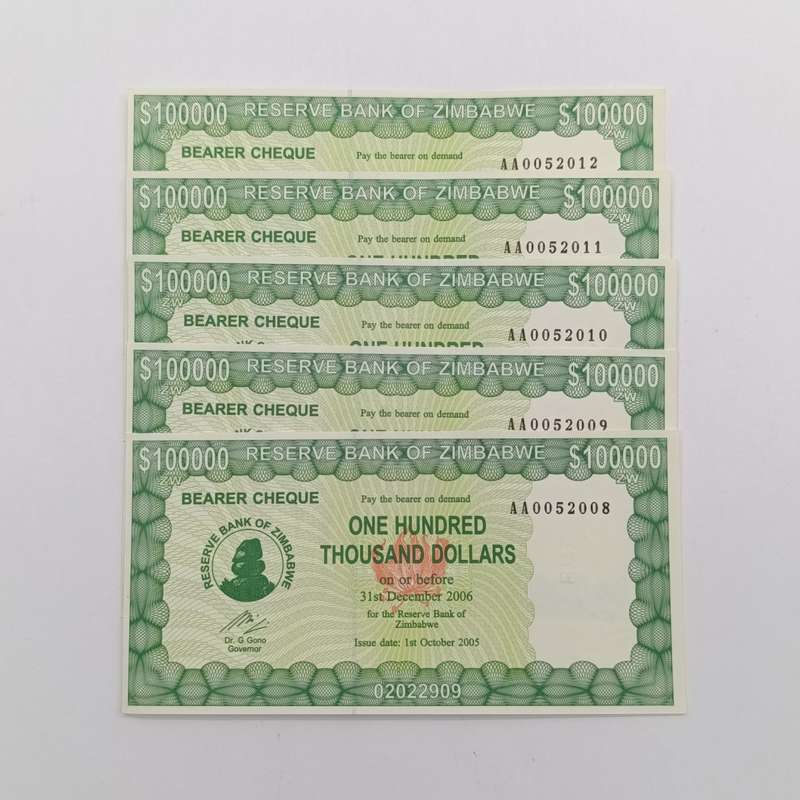 $100000 RESERVE BANK OF ZIMBABWE $100000
ZW ZW
BEARER CHEQUE Pay the bearer on demand AA0052012
$100000 RESERVE BANK OF ZIMBABWE $100000
ZW ZW
BEARER CHEQUE Pay the bearer on demand AA0052011
ONE HUNDRED
$100000 RESERVE BANK OF ZIMBABWE $100000
ZW ZW
BEARER CHEQUE Pay the bearer on demand AA0052010
ONE HUNDRED
$100000 RESERVE BANK OF ZIMBABWE $100000
ZW ZW
BEARER CHEQUE Pay the bearer on demand AA0052009
$100000 RESERVE BANK OF ZIMBABWE $100000
ZW ZW
BEARER CHEQUE Pay the bearer on demand AA0052008
RESERVE BANK OF ZIMBABWE
ONE HUNDRED
THOUSAND DOLLARS
on or before
31st December 2006
for the Reserve Bank of
Zimbabwe
Dr. G Gono
Governor
Issue date: 1st October 2005
02022909